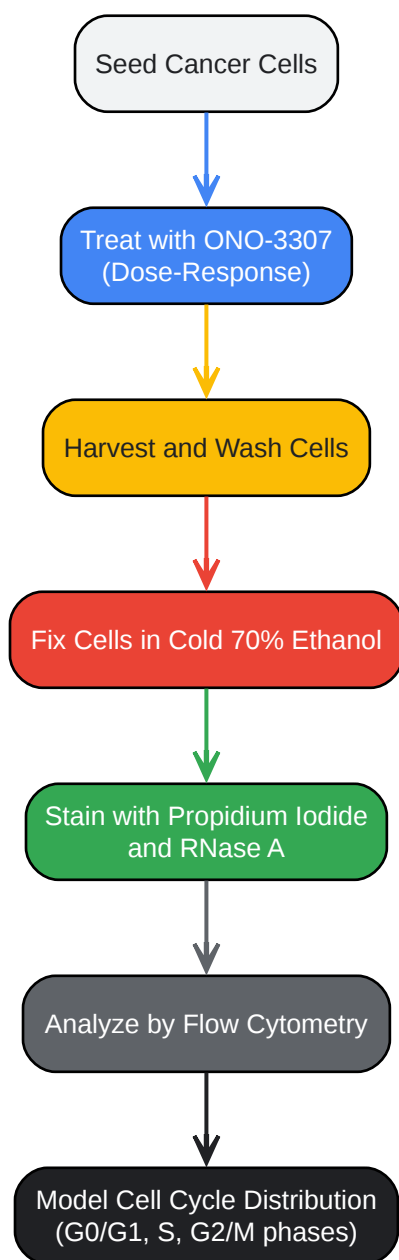 Seed Cancer Cells
Treat with ONO-3307
(Dose-Response)
Harvest and Wash Cells
Fix Cells in Cold 70% Ethanol
Stain with Propidium Iodide
and RNase A
Analyze by Flow Cytometry
Model Cell Cycle Distribution
(G0/G1, S, G2/M phases)